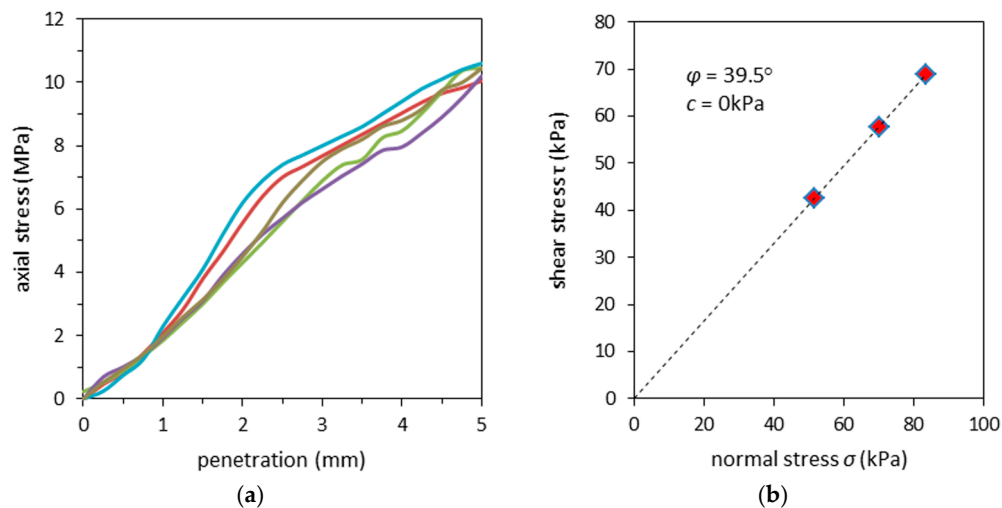 12
10
8
6
4
2
0
axial stress (MPa)
0 1 2 3 4 5
penetration (mm)
(a)
80
70
60
50
40
30
20
10
0
shear stress τ (kPa)
φ = 39.5°
c = 0kPa
0 20 40 60 80 100
normal stress σ (kPa)
(b)